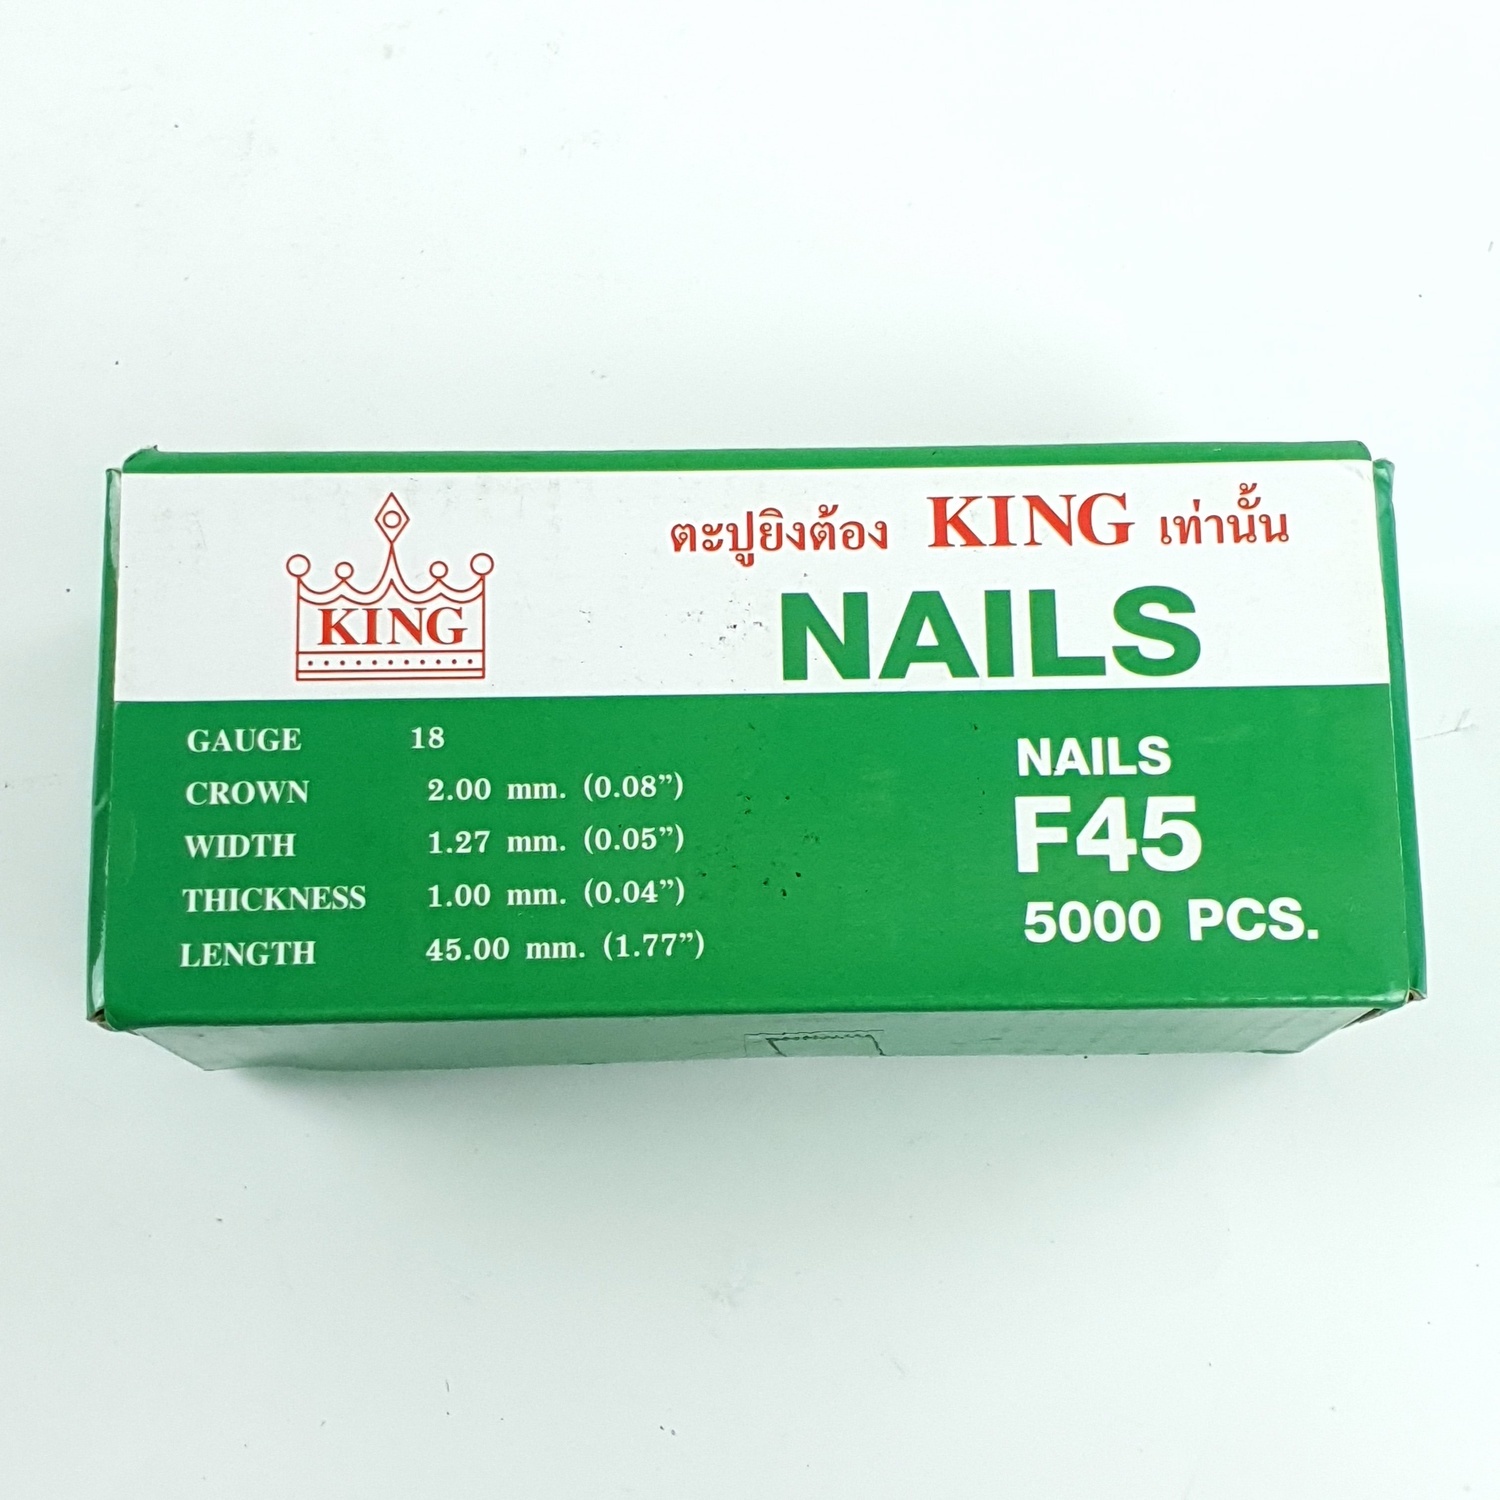 KING
ตะปูยิงต้อง KING เท่านั้น
NAILS
GAUGE 18
CROWN 2.00 mm. (0.08”)
WIDTH 1.27 mm. (0.05”)
THICKNESS 1.00 mm. (0.04”)
LENGTH 45.00 mm. (1.77”)
NAILS
F45
5000 PCS.